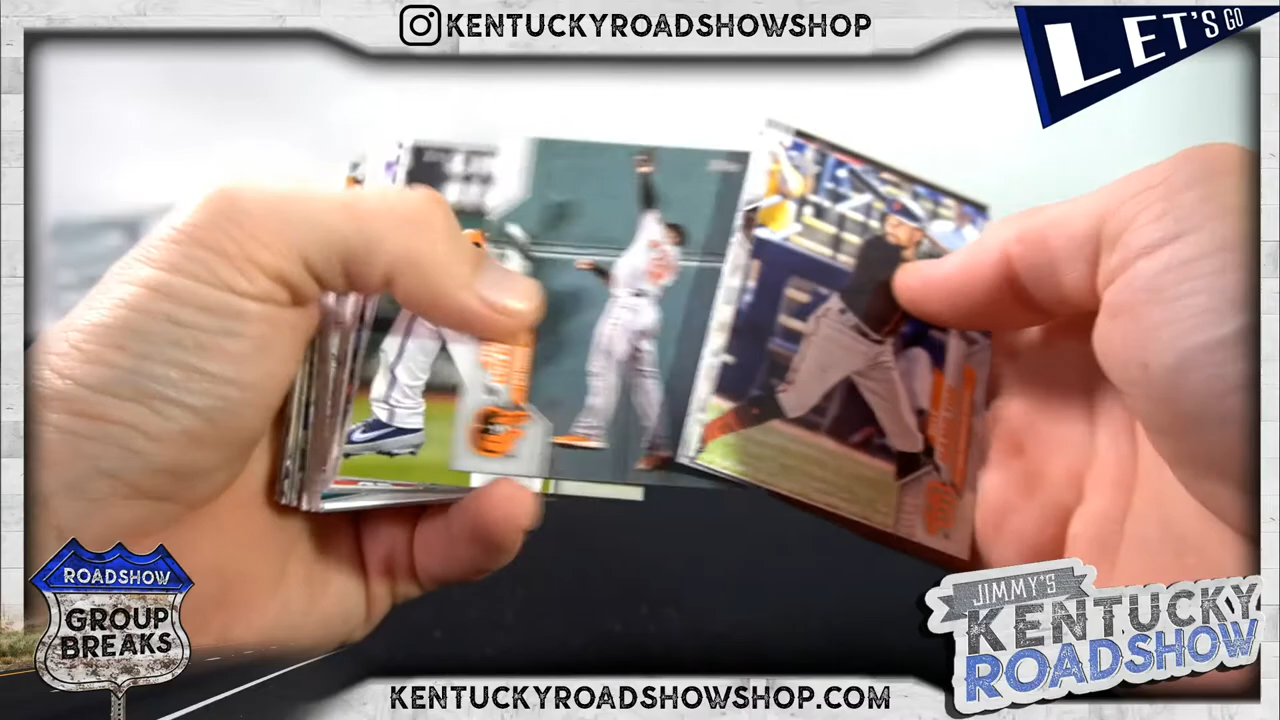 KENTUCKYROADSHOWSHOP
LET'S GO
ROADSHOW
GROUP
BREAKS
JIMMY'S
KENTUCKY
ROADSHOW
KENTUCKYROADSHOWSHOP.COM